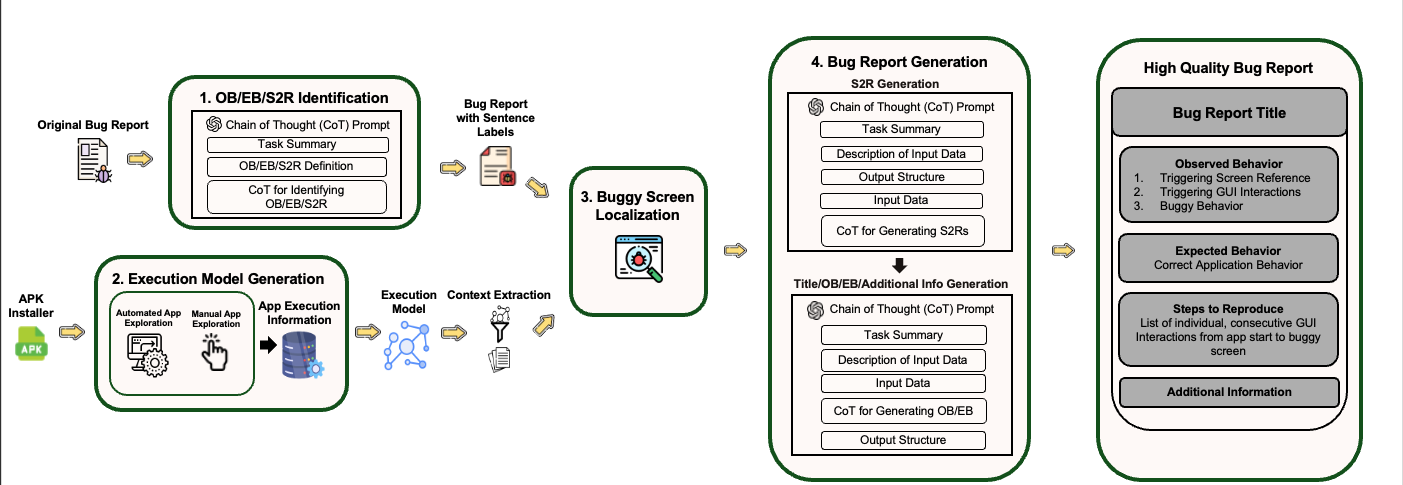 Original Bug Report
1. OB/EB/S2R Identification
Chain of Thought (CoT) Prompt
Task Summary
OB/EB/S2R Definition
CoT for Identifying
OB/EB/S2R
Bug Report
with Sentence
Labels
APK
Installer
APK
2. Execution Model Generation
Automated App
Exploration
Manual App
Exploration
App Execution
Information
Execution
Model
Context Extraction
3. Buggy Screen
Localization
4. Bug Report Generation
S2R Generation
Chain of Thought (CoT) Prompt
Task Summary
Description of Input Data
Output Structure
Input Data
CoT for Generating S2Rs
Title/OB/EB/Additional Info Generation
Chain of Thought (CoT) Prompt
Task Summary
Description of Input Data
Input Data
CoT for Generating OB/EB
Output Structure
High Quality Bug Report
Bug Report Title
Observed Behavior
1. Triggering Screen Reference
2. Triggering GUI Interactions
3. Buggy Behavior
Expected Behavior
Correct Application Behavior
Steps to Reproduce
List of individual, consecutive GUI
Interactions from app start to buggy
screen
Additional Information